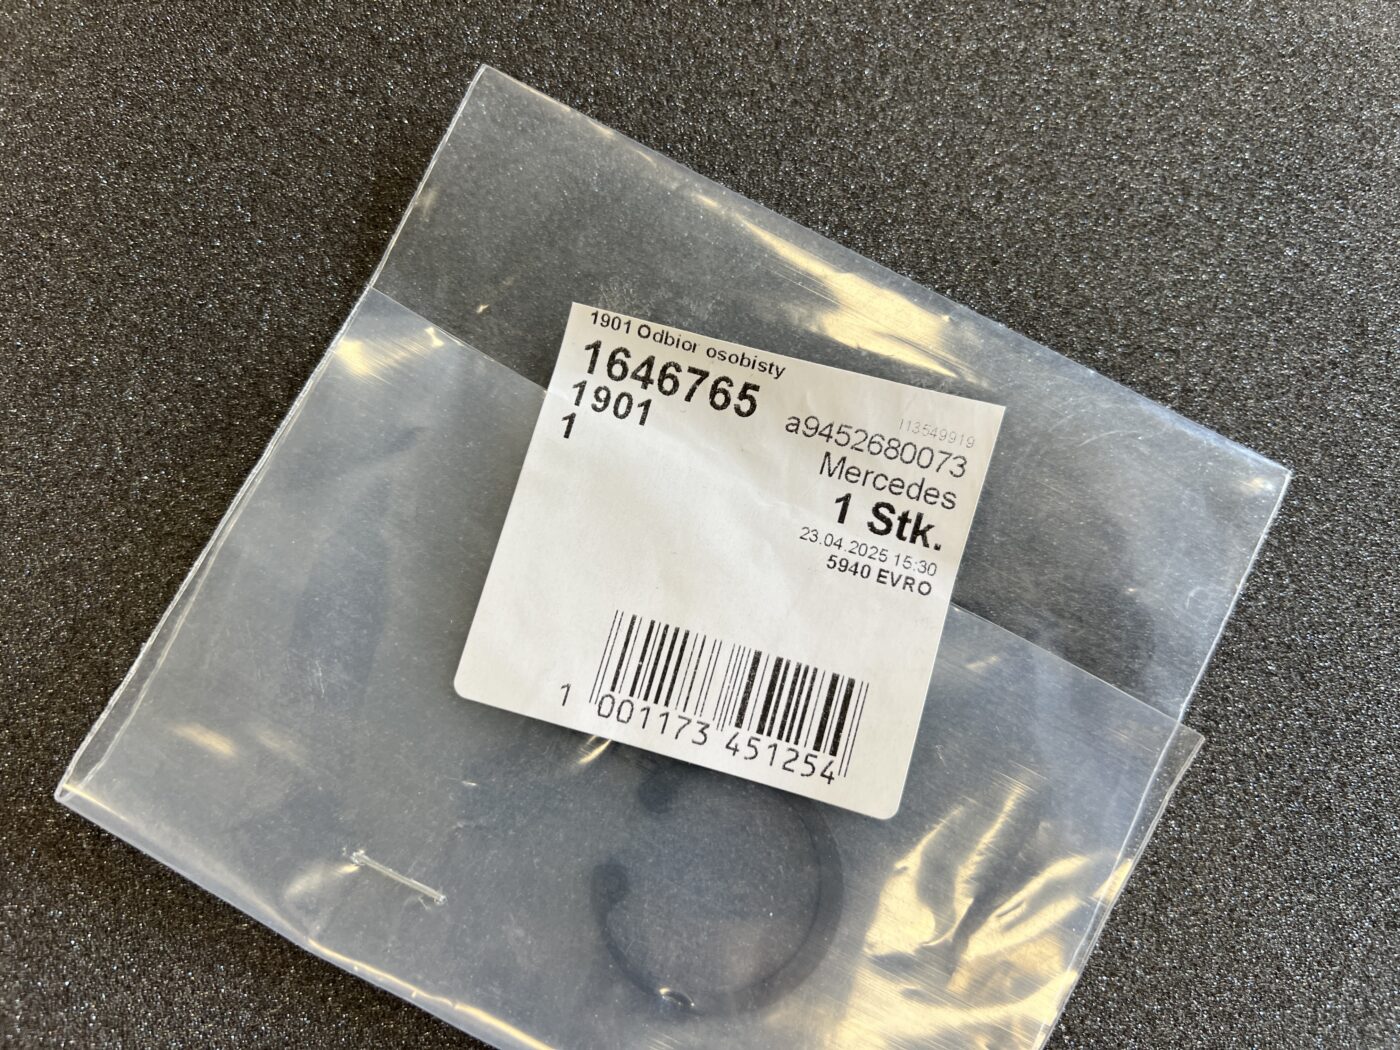 1901 Odbior osobisty
1646765
1901
1
113549919
a9452680073
Mercedes
1 Stk.
23.04.2025 15:30
5940 EVRO
1 001173 451254